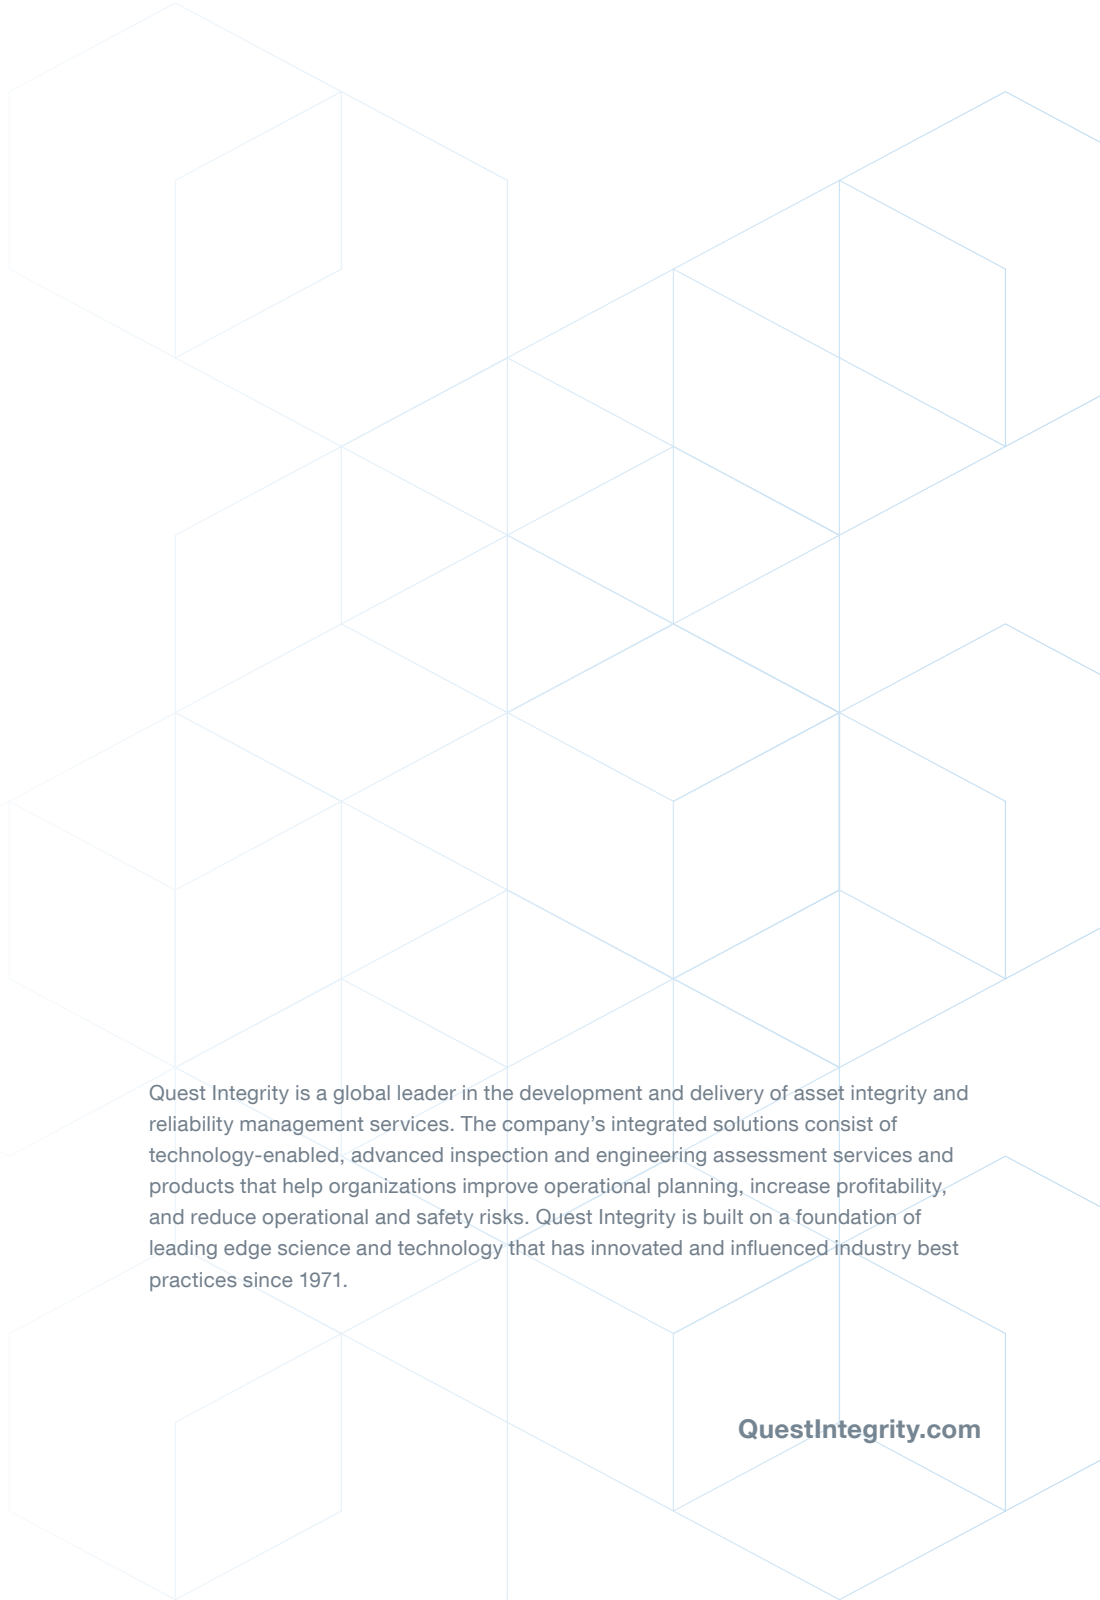 Quest Integrity is a global leader in the development and delivery of asset integrity and
reliability management services. The company’s integrated solutions consist of
technology-enabled, advanced inspection and engineering assessment services and
products that help organizations improve operational planning, increase profitability,
and reduce operational and safety risks. Quest Integrity is built on a foundation of
leading edge science and technology that has innovated and influenced industry best
practices since 1971.
QuestIntegrity.com